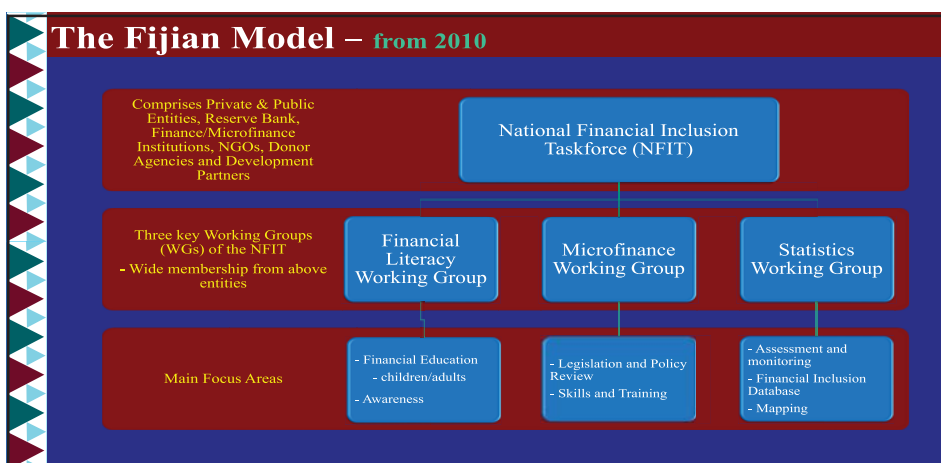 The Fijian Model – from 2010
Comprises Private & Public
Entities, Reserve Bank,
Finance/Microfinance
Institutions, NGOs, Donor
Agencies and Development
Partners
National Financial Inclusion
Taskforce (NFIT)
Three key Working Groups
(WGs) of the NFIT
- Wide membership from above
entities
Financial
Literacy
Working Group
Microfinance
Working Group
Statistics
Working Group
Main Focus Areas
- Financial Education
- children/adults
- Awareness
- Legislation and Policy
Review
- Skills and Training
- Assessment and
monitoring
- Financial Inclusion
Database
- Mapping